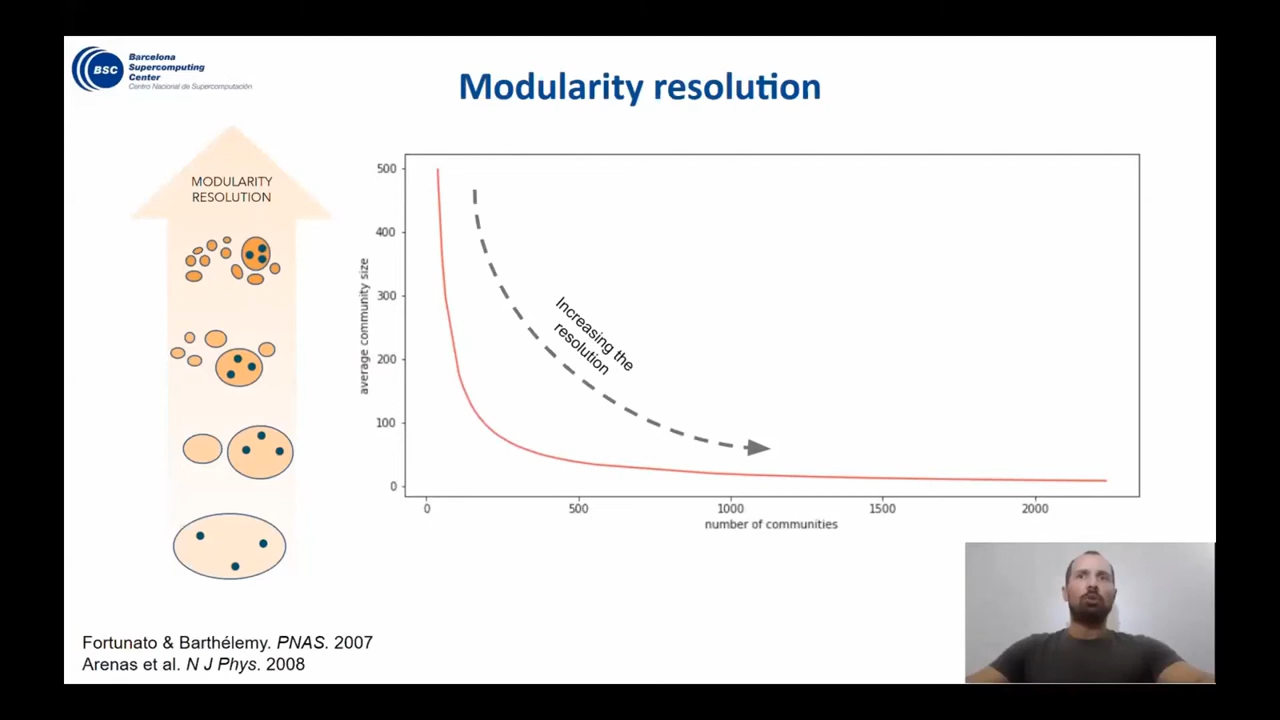 BSC
Barcelona
Supercomputing
Center
Centro Nacional de Supercomputación
Modularity resolution
MODULARITY
RESOLUTION
500
400
300
200
100
0
average community size
Increasing the
resolution
0 500 1000 1500 2000
number of communities
Fortunato & Barthélemy. PNAS. 2007
Arenas et al. N J Phys. 2008